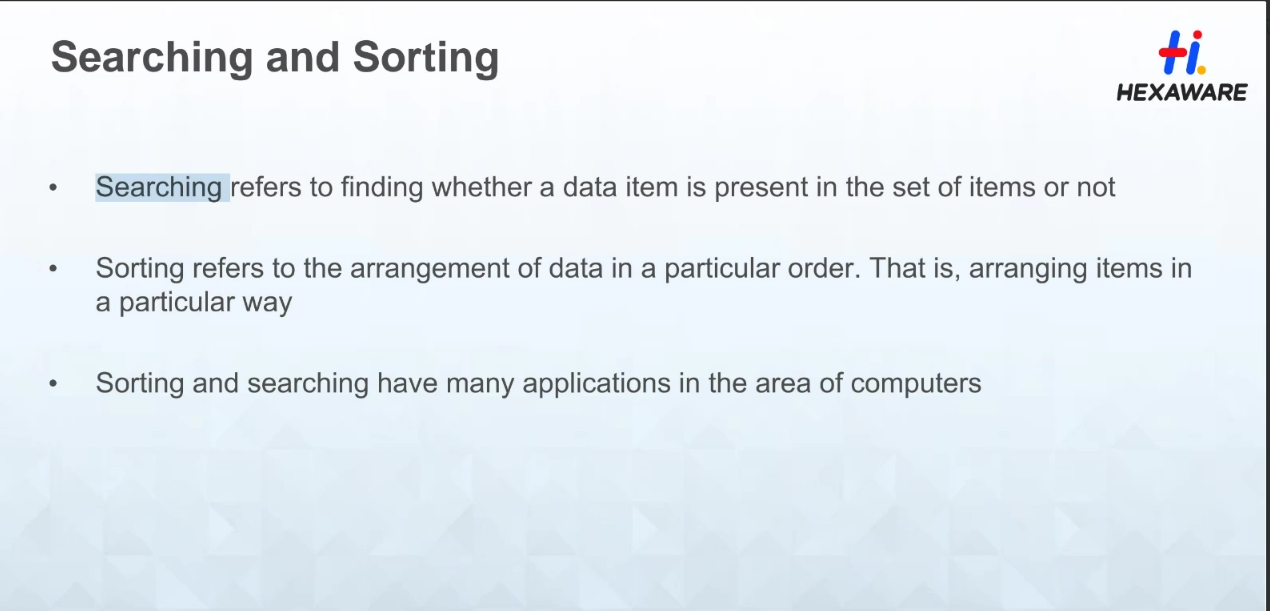 Searching and Sorting
HEXAWARE
• Searching refers to finding whether a data item is present in the set of items or not
• Sorting refers to the arrangement of data in a particular order. That is, arranging items in
a particular way
• Sorting and searching have many applications in the area of computers